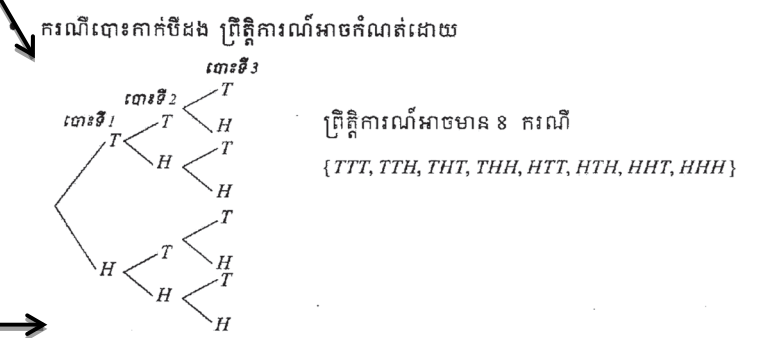 ករណីបោះកាក់បីដង ព្រឹត្តិការណ៍អាចកំណត់ដោយ
បោះទី 3
បោះទី 2
បោះទី 1
T
T
T
H
H
T
H
ព្រឹត្តិការណ៍អាចមាន 8 ករណី
{TTT, TTH, THT, THH, HTT, HTH, HHT, HHH}
H
T
T
H
H
T
H